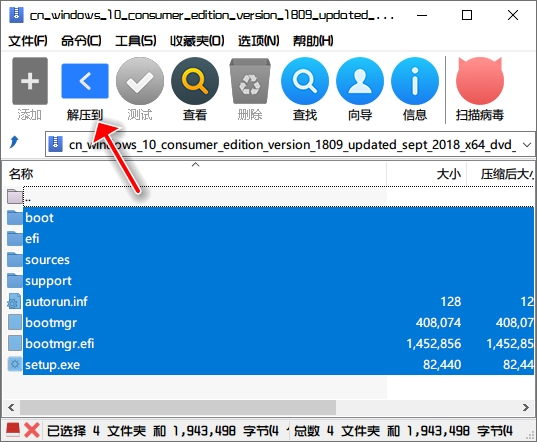 cn_windows_10_consumer_edition_version_1809_updated_...
文件(F) 命令(C) 工具(S) 收藏夹(O) 选项(N) 帮助(H)
添加 解压到 测试 查看 删除 查找 向导 信息 扫描病毒
cn_windows_10_consumer_edition_version_1809_updated_sept_2018_x64_dvd_
名称 大小 压缩后大小
..
boot
efi
sources
support
autorun.inf 128 12
bootmgr 408,074 408,07
bootmgr.efi 1,452,856 1,452,85
setup.exe 82,440 82,44
已选择 4 文件夹 和 1,943,498 字节(4 总数 4 文件夹 和 1,943,498 字节(4